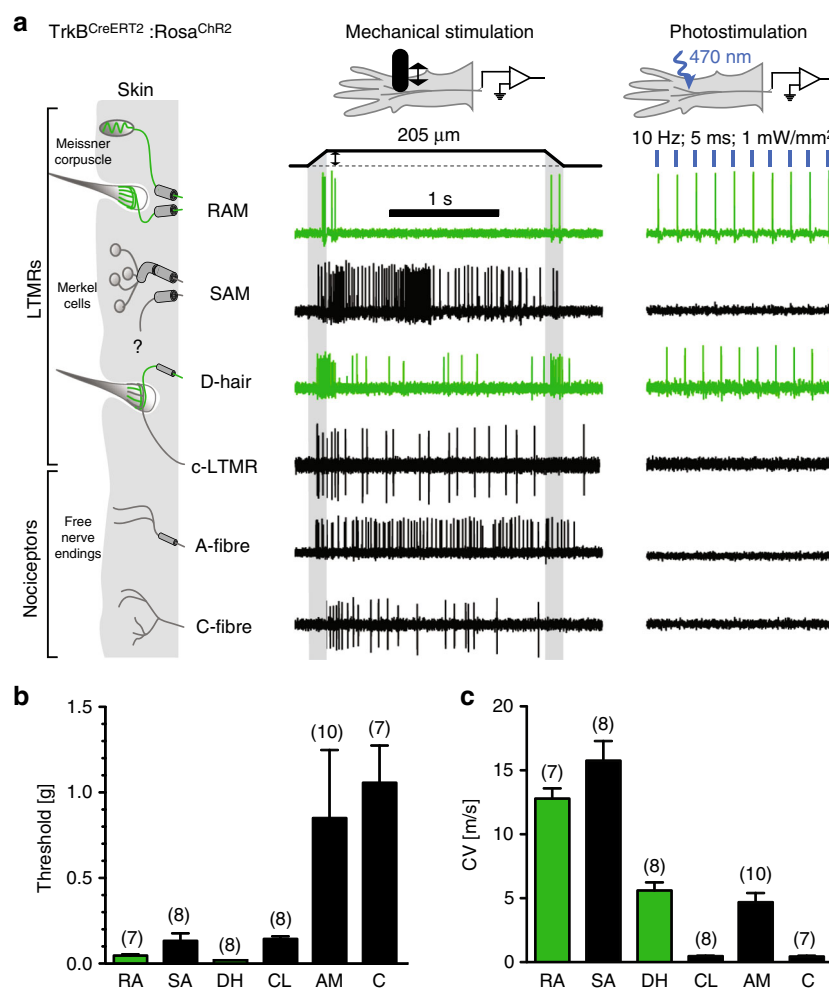 a
TrkB^CreERT2 :Rosa^ChR2
Mechanical stimulation
Photostimulation
470 nm
Skin
205 μm
10 Hz; 5 ms; 1 mW/mm²
1 s
LTMRs
Meissner
corpuscle
RAM
Merkel
cells
SAM
?
D-hair
c-LTMR
Nociceptors
Free
nerve
endings
A-fibre
C-fibre
b
Threshold [g]
1.5
1.0
0.5
0.0
(7)
(8)
(8)
(8)
(10)
(7)
RA SA DH CL AM C
c
CV [m/s]
20
15
10
5
0
(7)
(8)
(8)
(8)
(10)
(7)
RA SA DH CL AM C